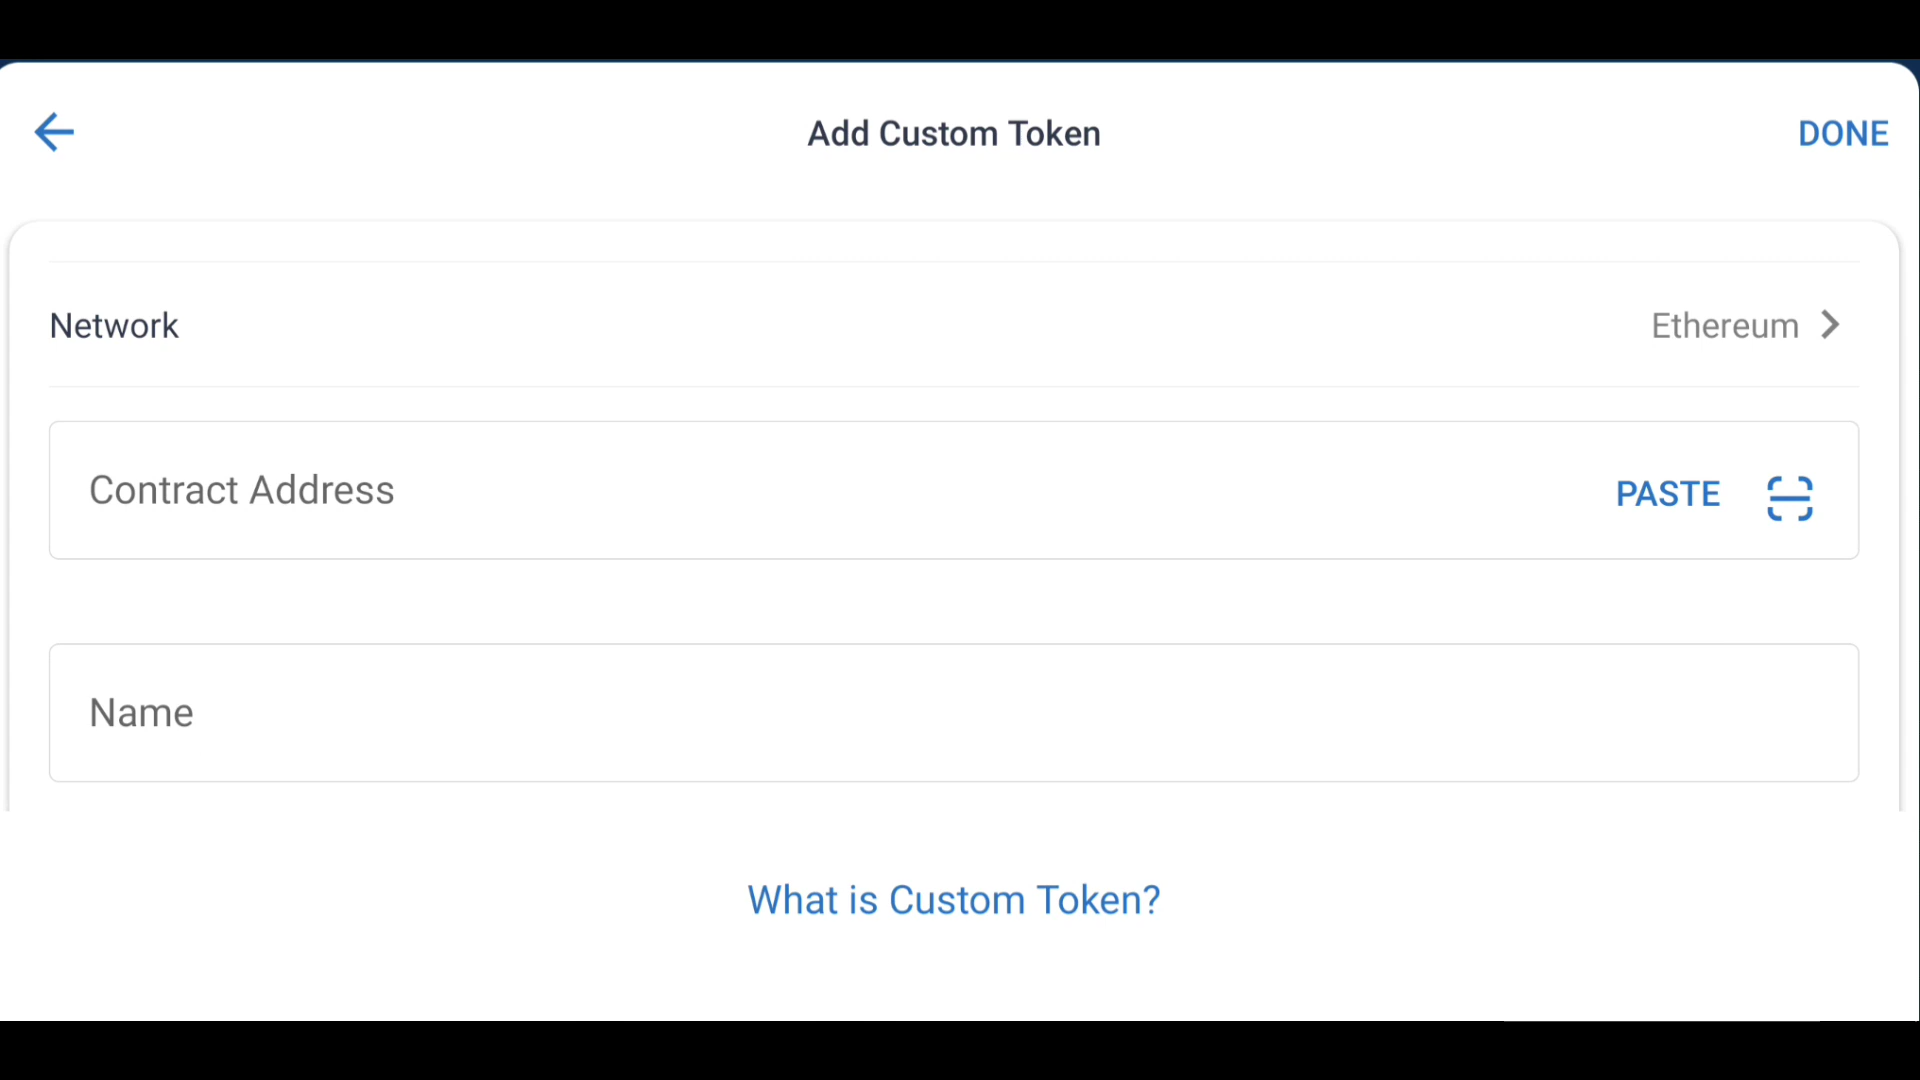 Add Custom Token
DONE
Network
Ethereum
Contract Address
PASTE
Name
What is Custom Token?